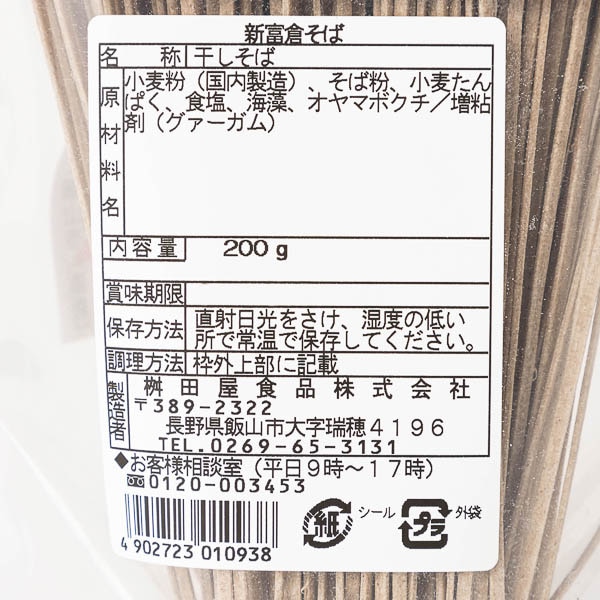 新富倉そば
名 称 干しそば
原材料名 小麦粉(国内製造)、そば粉、小麦たん
ぱく、食塩、海藻、オヤマボクチ/増粘
剤(グァーガム)
内容量 200g
賞味期限
保存方法 直射日光をさけ、湿度の低い
所で常温で保存してください。
調理方法 枠外上部に記載
製造者 桝田屋食品株式会社
〒389-2322
長野県飯山市大字瑞穂4196
TEL.0269-65-3131
◆お客様相談室(平日9時~17時)
0120-003453
4 902723 010938
紙 シール プラ 外袋